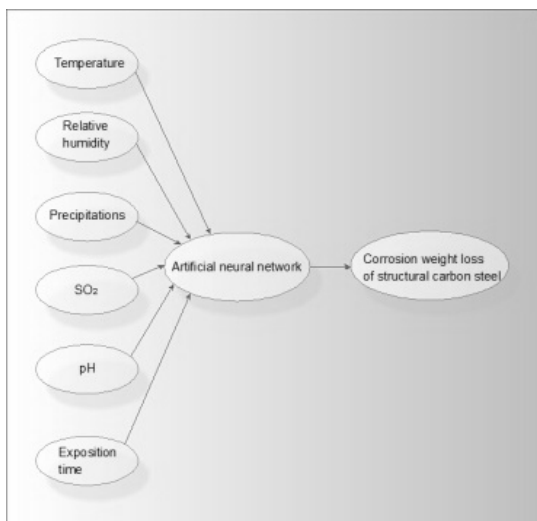 Temperature
Relative
humidity
Precipitations
SO₂
pH
Exposition
time
Artificial neural network
Corrosion weight loss
of structural carbon steel